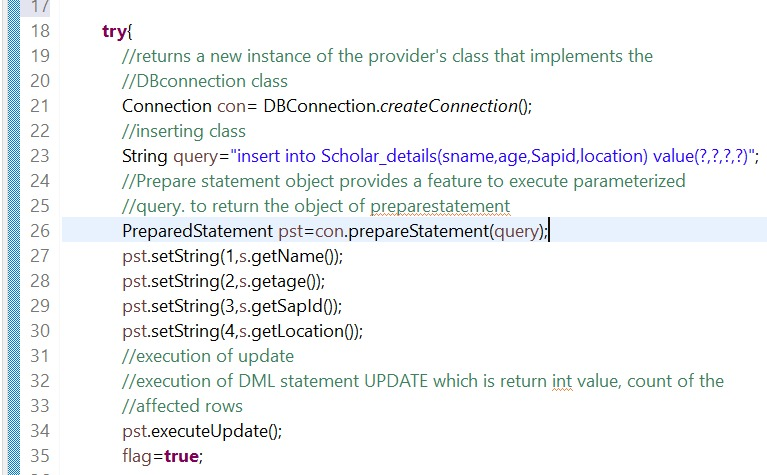 17
18 try{
19 //returns a new instance of the provider's class that implements the
20 //DBconnection class
21 Connection con= DBConnection.createConnection();
22 //inserting class
23 String query="insert into Scholar_details(sname,age,Sapid,location) value(?,?,?,?)";
24 //Prepare statement object provides a feature to execute parameterized
25 //query. to return the object of preparestatement
26 PreparedStatement pst=con.prepareStatement(query);
27 pst.setString(1,s.getName());
28 pst.setString(2,s.getage());
29 pst.setString(3,s.getSapId());
30 pst.setString(4,s.getLocation());
31 //execution of update
32 //execution of DML statement UPDATE which is return int value, count of the
33 //affected rows
34 pst.executeUpdate();
35 flag=true;